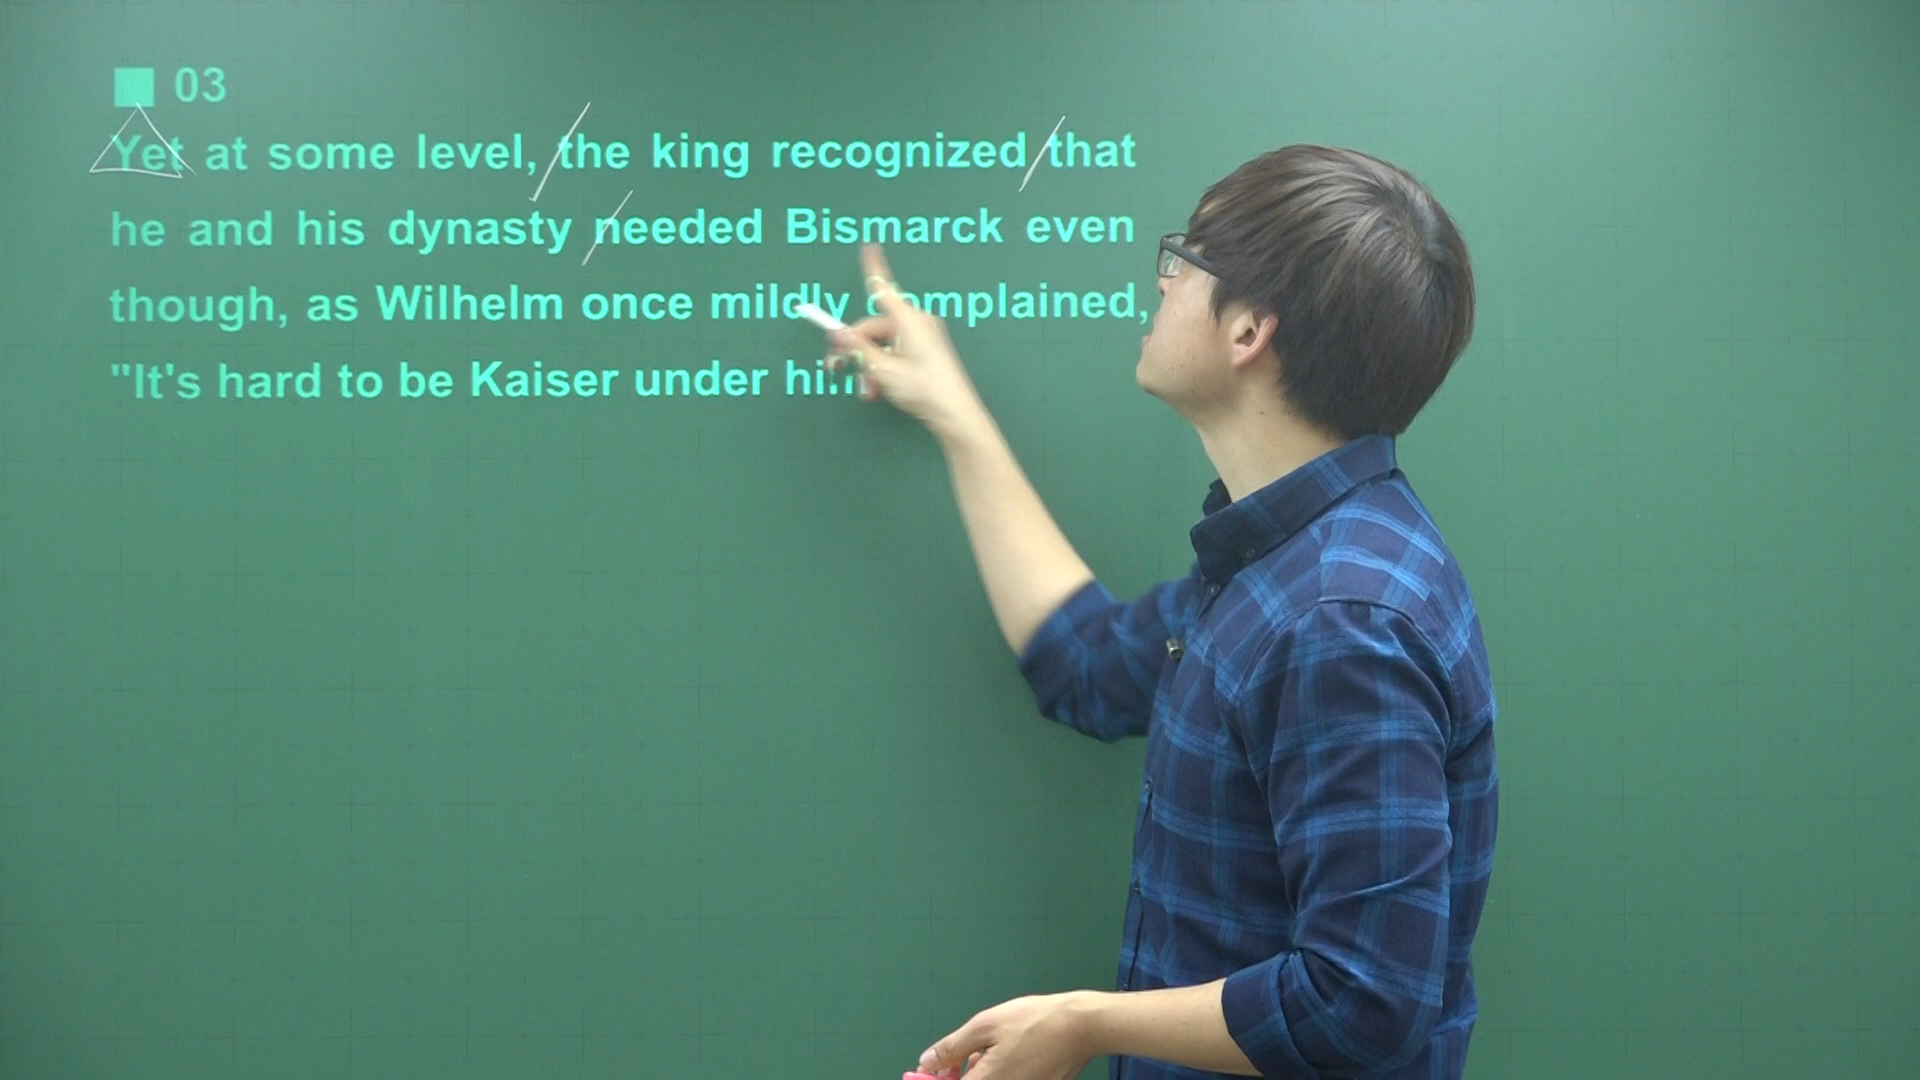 03
Yet at some level, the king recognized that
he and his dynasty needed Bismarck even
though, as Wilhelm once mildly complained,
"It's hard to be Kaiser under him